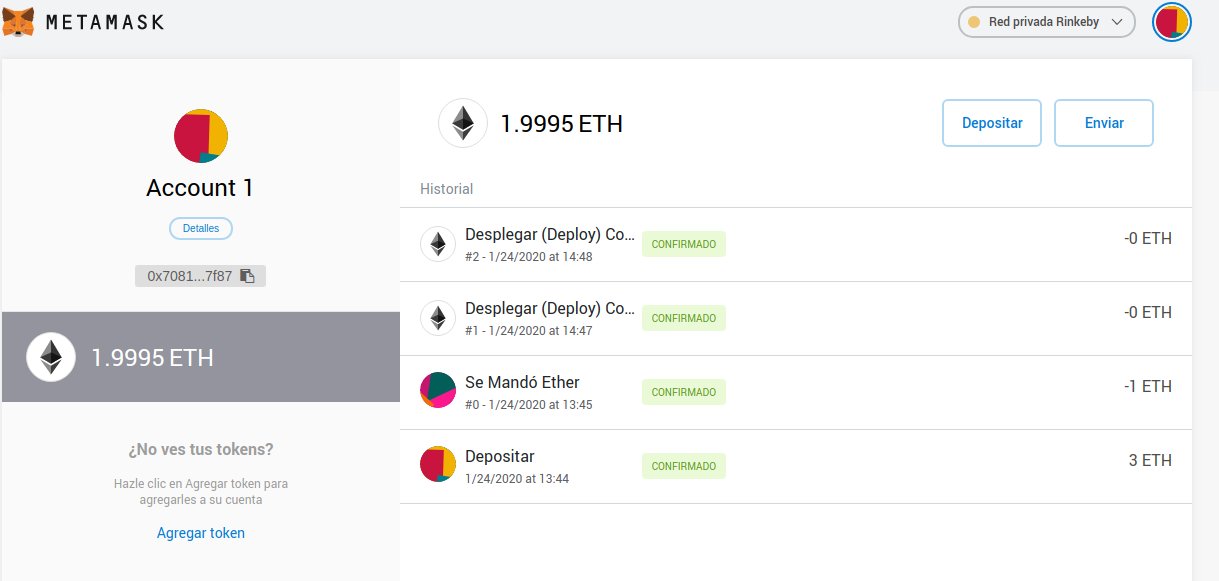 METAMASK
Red privada Rinkeby
Account 1
Detalles
0x7081...7f87
1.9995 ETH
¿No ves tus tokens?
Hazle clic en Agregar token para
agregarles a su cuenta
Agregar token
1.9995 ETH
Depositar
Enviar
Historial
Desplegar (Deploy) Co...
#2 - 1/24/2020 at 14:48
CONFIRMADO
-0 ETH
Desplegar (Deploy) Co...
#1 - 1/24/2020 at 14:47
CONFIRMADO
-0 ETH
Se Mandó Ether
#0 - 1/24/2020 at 13:45
CONFIRMADO
-1 ETH
Depositar
1/24/2020 at 13:44
CONFIRMADO
3 ETH